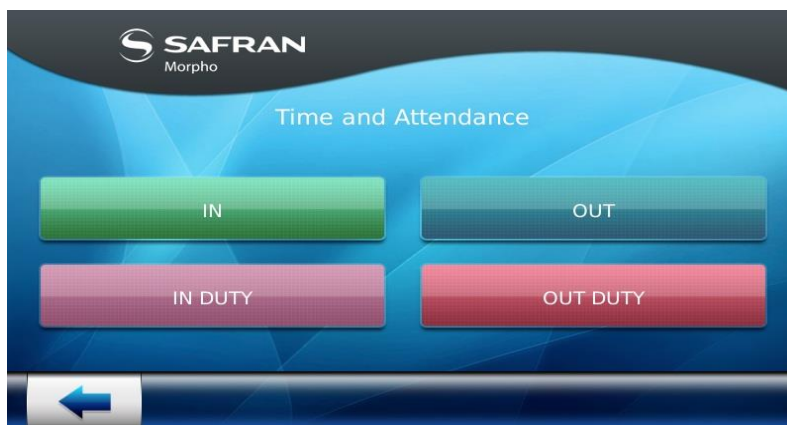 SAFRAN
Morpho
Time and Attendance
IN
OUT
IN DUTY
OUT DUTY